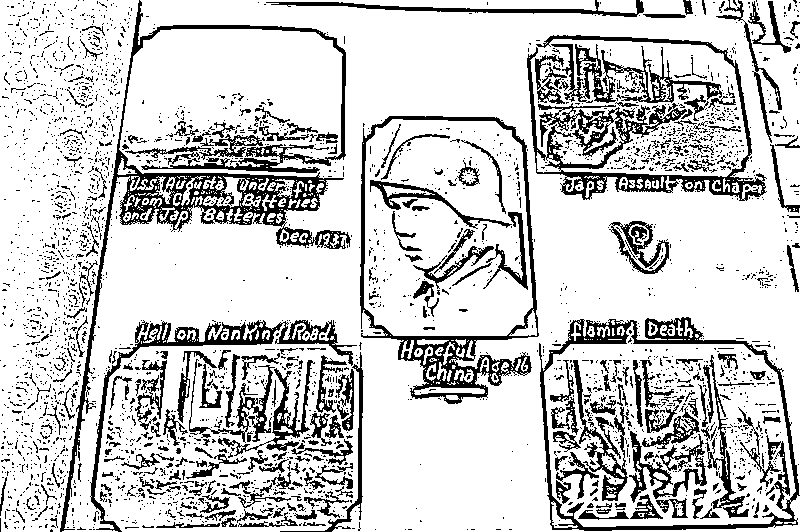 USS Augusta Under fire
from Chinese Batteries
and Jap Batteries
Dec. 1937
Japs Assault on Chapei
Hell on Nanking Road.
Hopeful
China Age 16
flaming Death.
现代快报